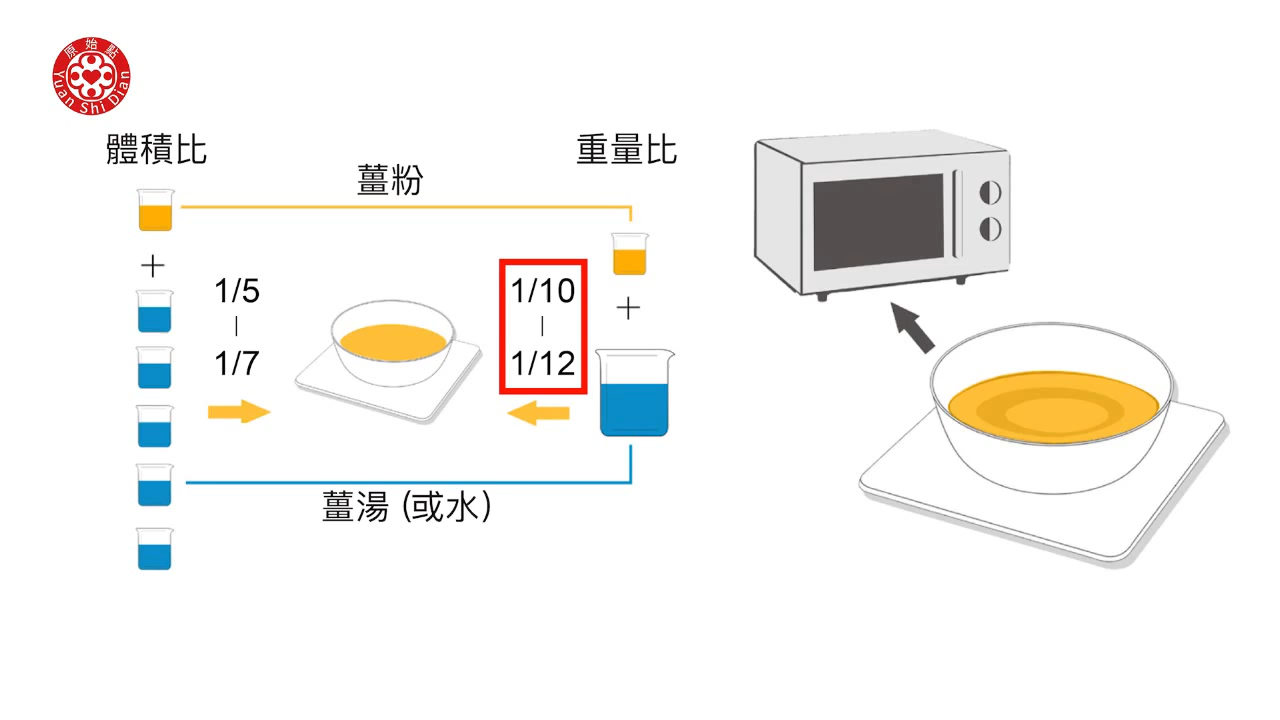 原始點
Yuan Shi Dian
體積比
重量比
薑粉
+
1/5
|
1/7
1/10
|
1/12
+
薑湯 (或水)